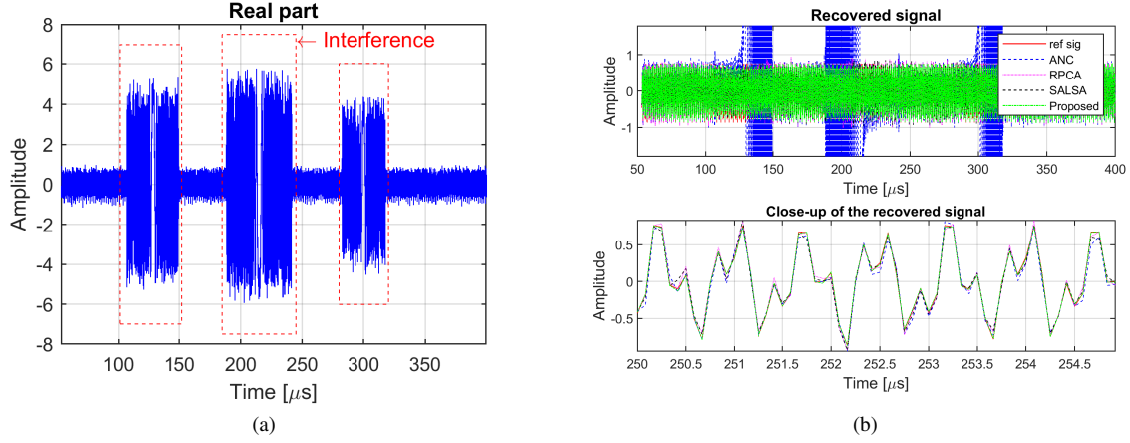 Real part
Interference
Amplitude
8
6
4
2
0
-2
-4
-6
-8
100 150 200 250 300 350
Time [μs]
(a)
Recovered signal
ref sig
ANC
RPCA
SALSA
Proposed
Amplitude
1
0
-1
50 100 150 200 250 300 350 400
Time [μs]
Close-up of the recovered signal
Amplitude
0.5
0
-0.5
250 250.5 251 251.5 252 252.5 253 253.5 254 254.5
Time [μs]
(b)